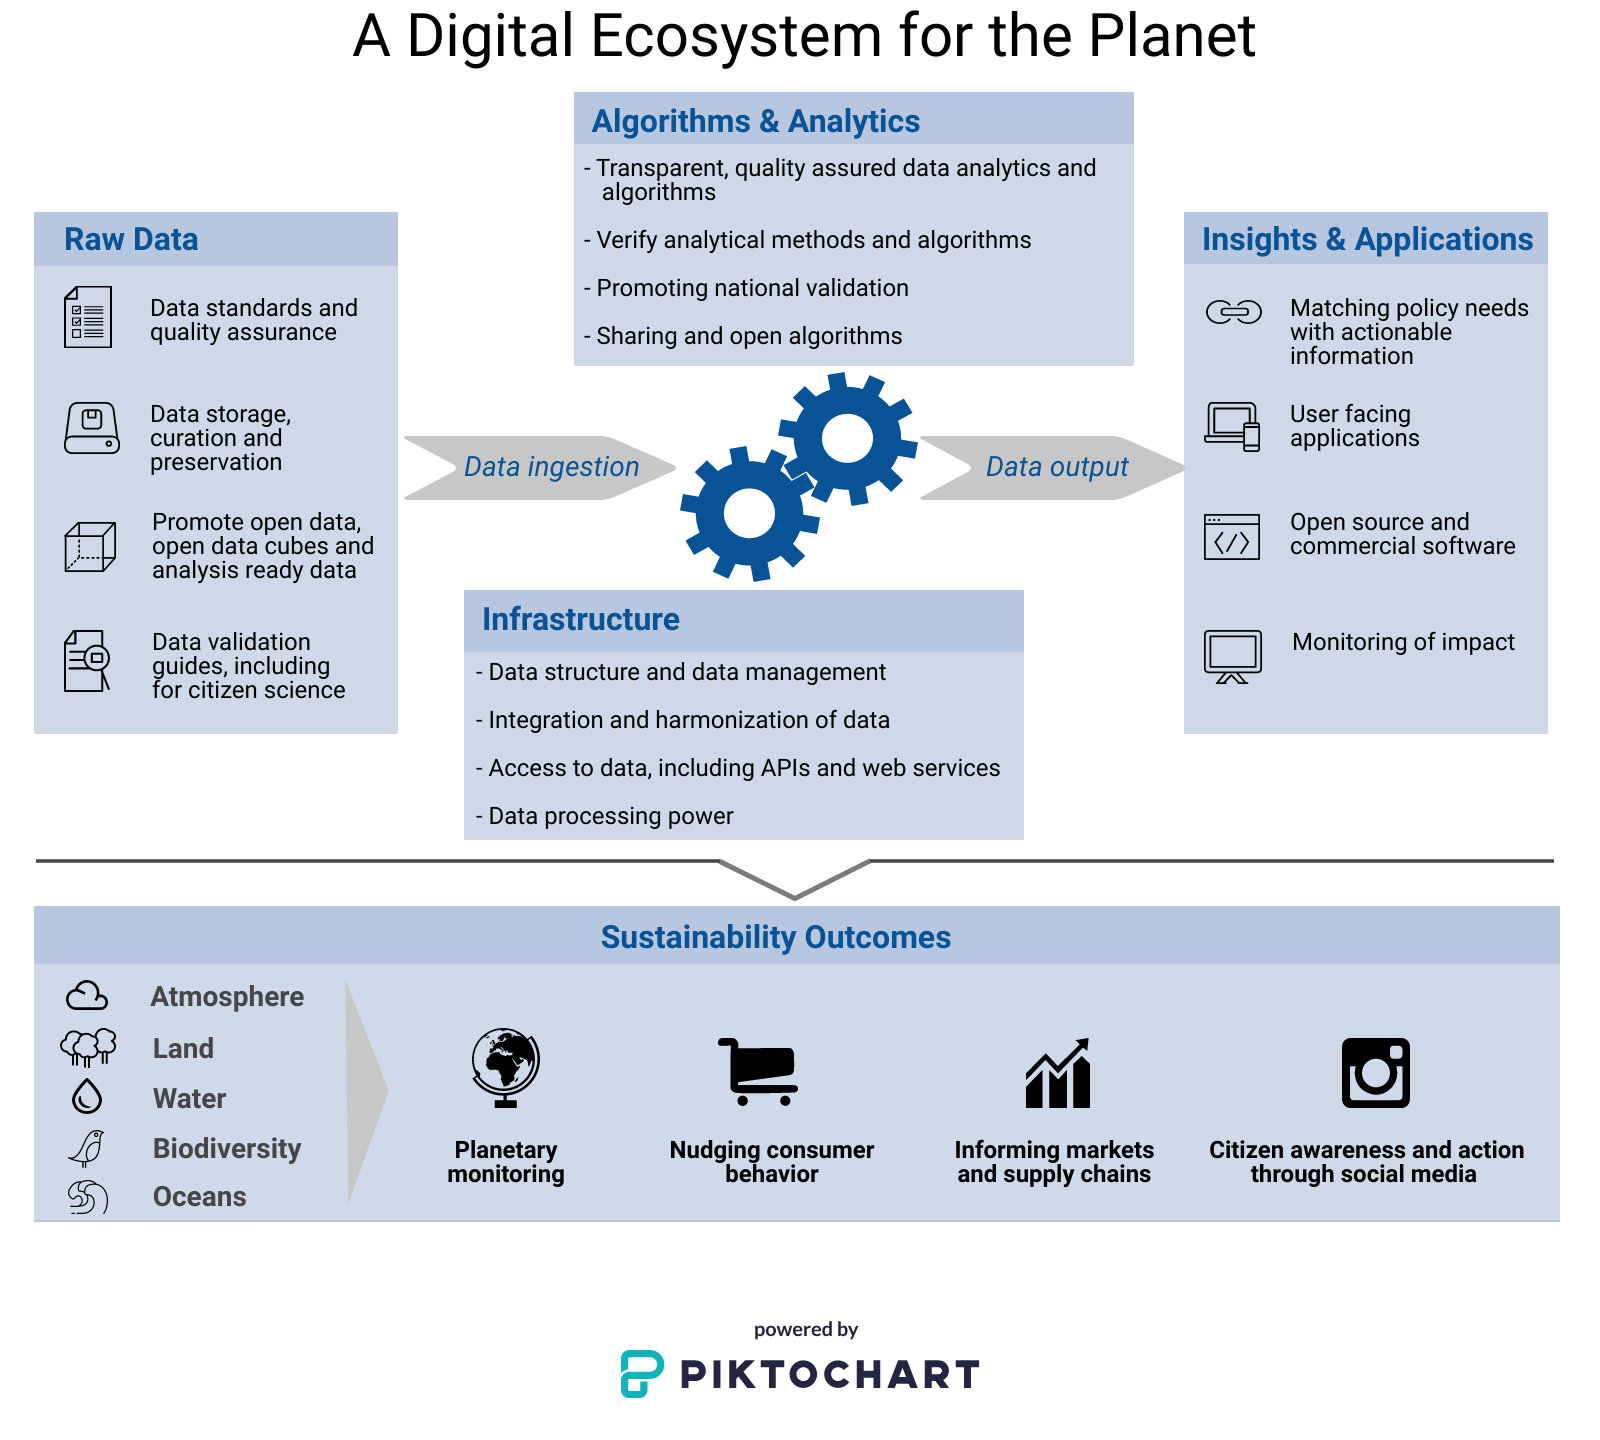 A Digital Ecosystem for the Planet
Algorithms & Analytics
- Transparent, quality assured data analytics and
algorithms
- Verify analytical methods and algorithms
- Promoting national validation
- Sharing and open algorithms
Raw Data
Data standards and
quality assurance
Data storage,
curation and
preservation
Promote open data,
open data cubes and
analysis ready data
Data validation
guides, including
for citizen science
Data ingestion
Data output
Insights & Applications
Matching policy needs
with actionable
information
User facing
applications
Open source and
commercial software
Monitoring of impact
Infrastructure
- Data structure and data management
- Integration and harmonization of data
- Access to data, including APIs and web services
- Data processing power
Sustainability Outcomes
Atmosphere
Land
Water
Biodiversity
Oceans
Planetary
monitoring
Nudging consumer
behavior
Informing markets
and supply chains
Citizen awareness and action
through social media
powered by
PIKTOCHART